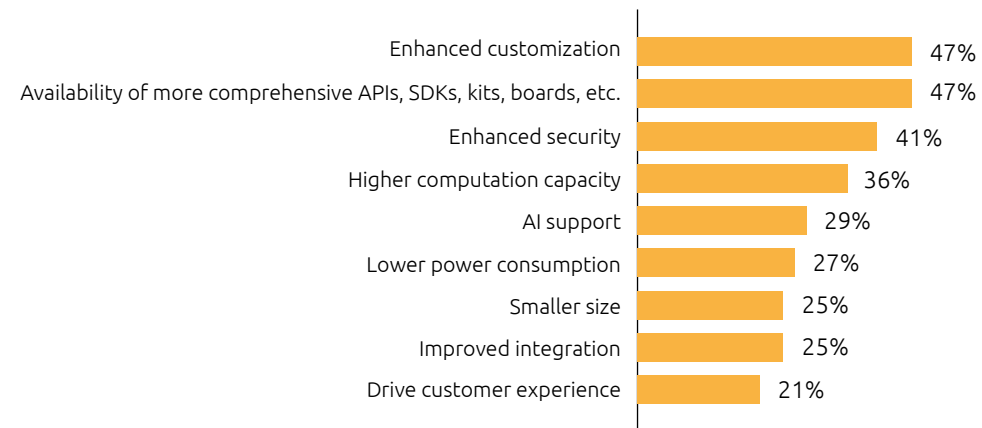 Enhanced customization 47%
Availability of more comprehensive APIs, SDKs, kits, boards, etc. 47%
Enhanced security 41%
Higher computation capacity 36%
AI support 29%
Lower power consumption 27%
Smaller size 25%
Improved integration 25%
Drive customer experience 21%